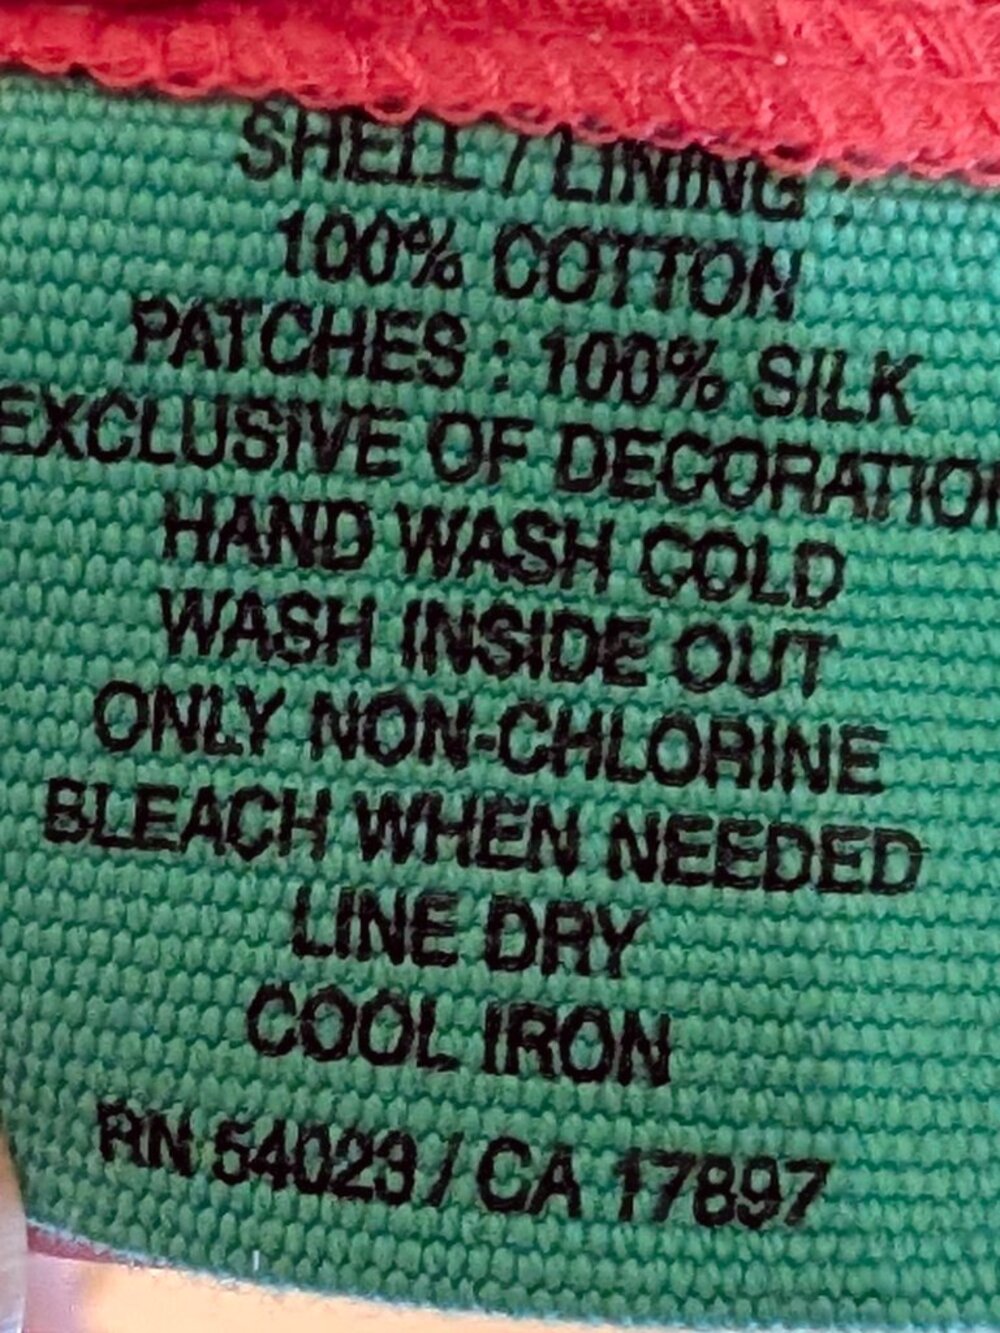 SHELL / LINING :
100% COTTON
PATCHES : 100% SILK
EXCLUSIVE OF DECORATION
HAND WASH COLD
WASH INSIDE OUT
ONLY NON-CHLORINE
BLEACH WHEN NEEDED
LINE DRY
COOL IRON
RN 54023 / CA 17897